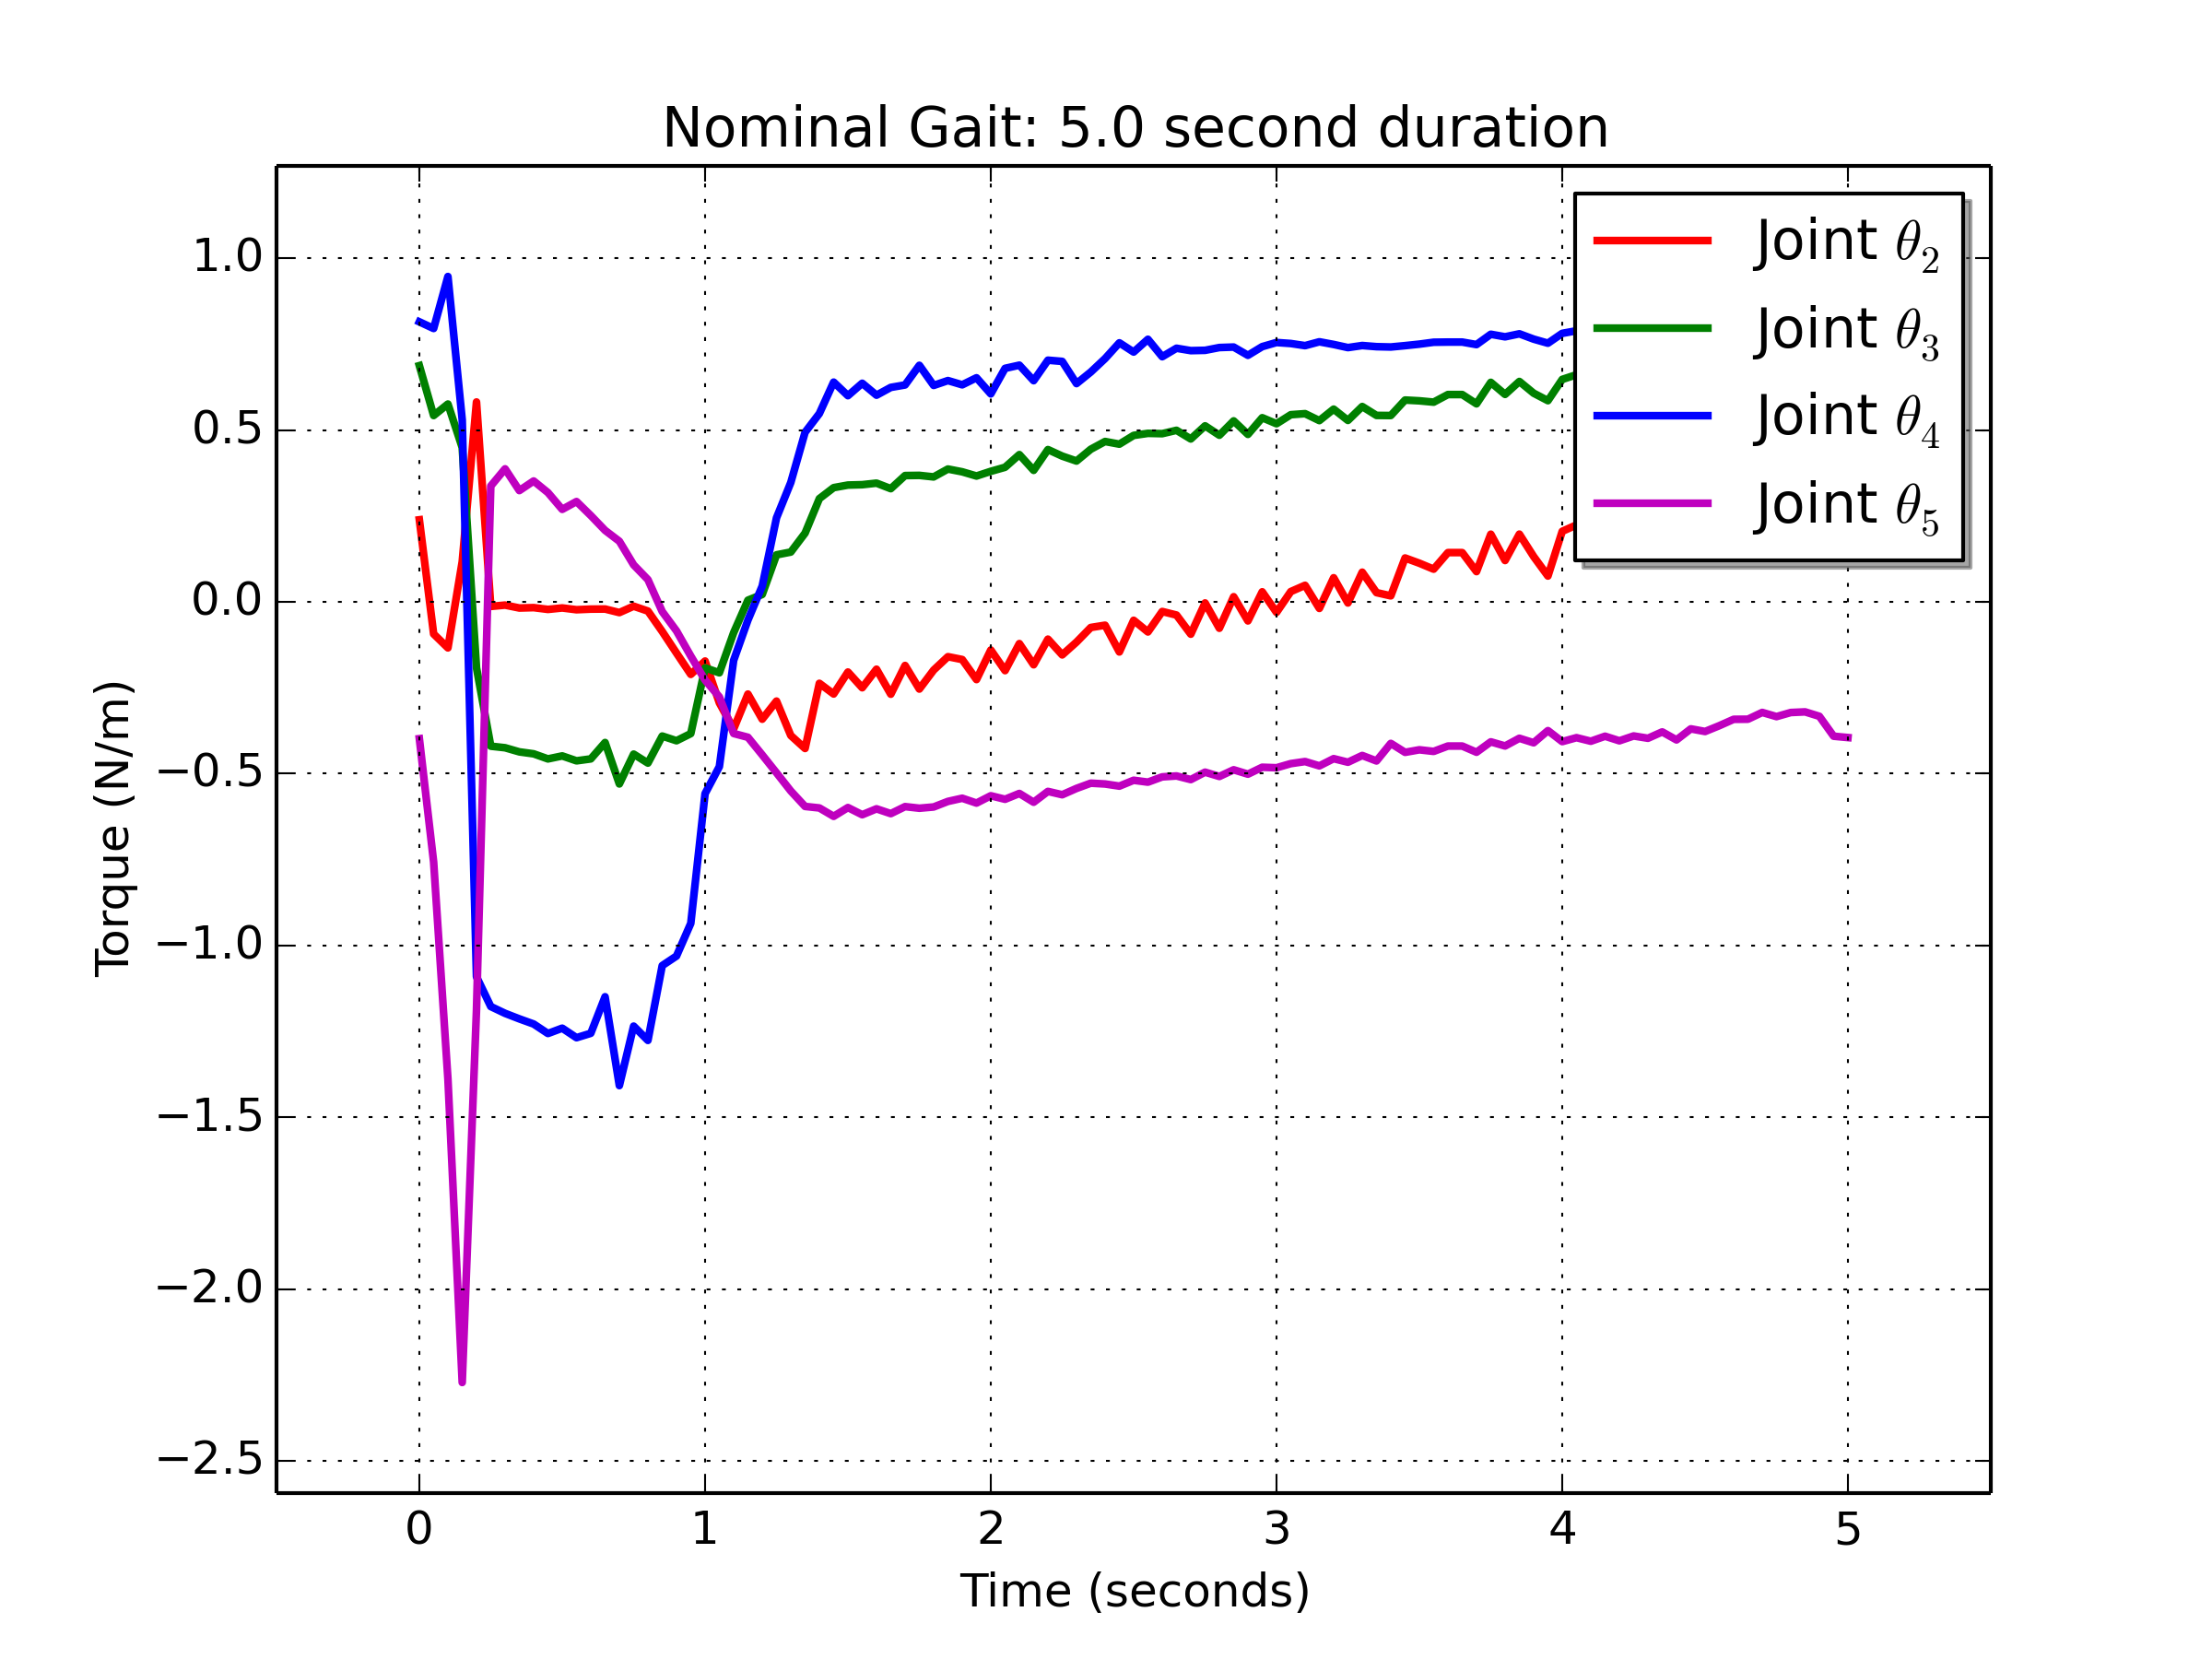 Nominal Gait: 5.0 second duration
Joint θ2
Joint θ3
Joint θ4
Joint θ5
Torque (N/m)
1.0
0.5
0.0
−0.5
−1.0
−1.5
−2.0
−2.5
0 1 2 3 4 5
Time (seconds)